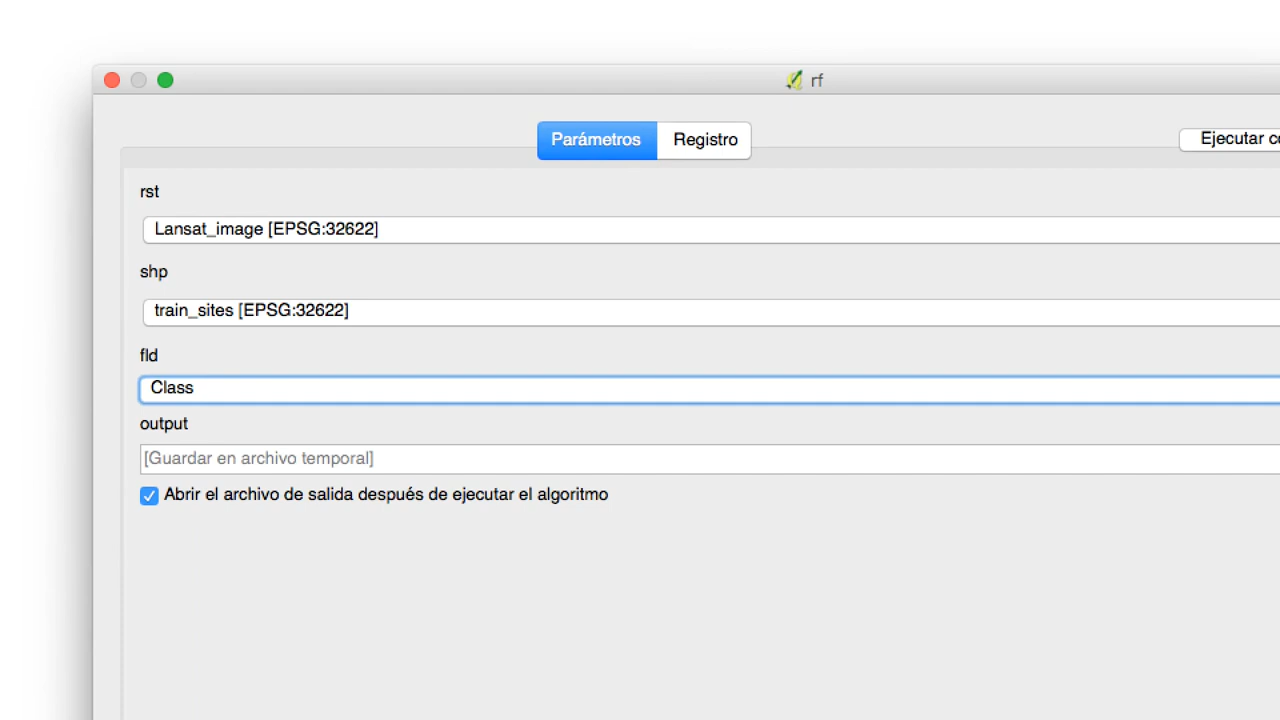 rf
Parámetros Registro Ejecutar
rst
Lansat_image [EPSG:32622]
shp
train_sites [EPSG:32622]
fld
Class
output
[Guardar en archivo temporal]
Abrir el archivo de salida después de ejecutar el algoritmo